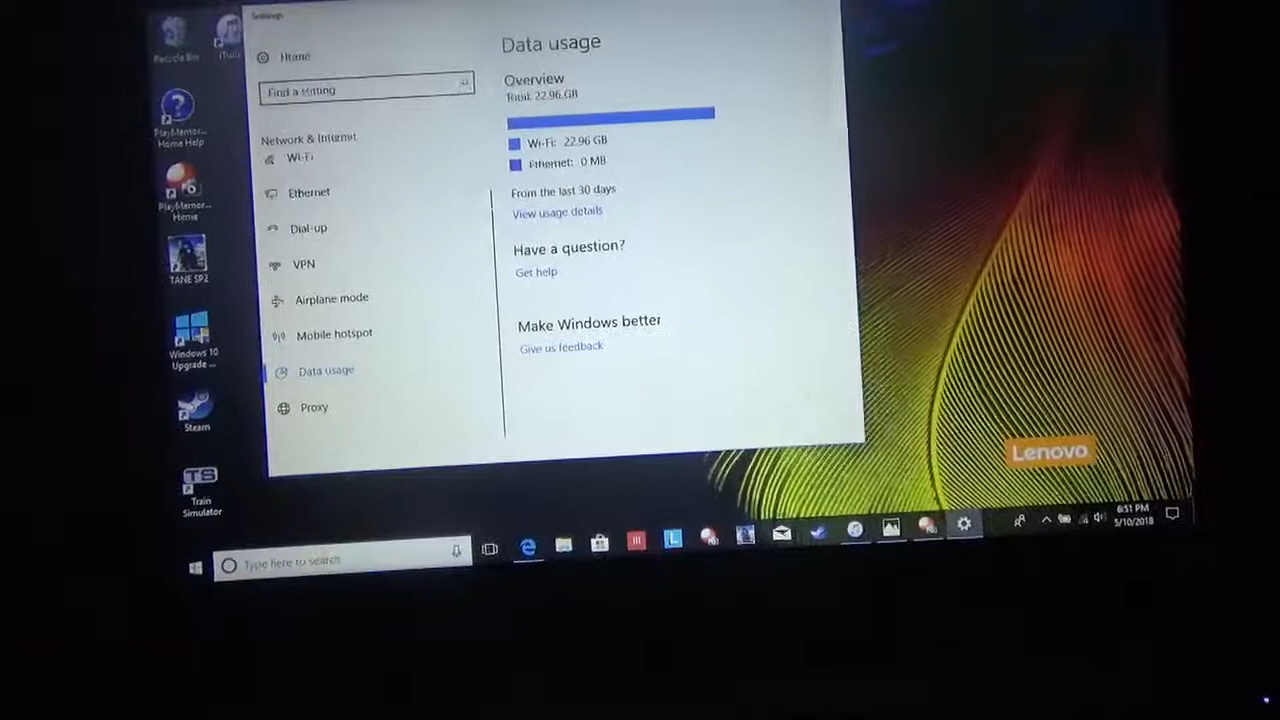 Settings
Recycle Bin
iTun
Home
Find a setting
PlayMemor...
Home Help
Network & Internet
Wi-Fi
PlayMemor...
Home
Ethernet
Dial-up
TANE SP2
VPN
Airplane mode
Mobile hotspot
Windows 10
Upgrade ...
Data usage
Proxy
Steam
TS
Train
Simulator
Data usage
Overview
Total: 22.96 GB
Wi-Fi: 22.96 GB
Ethernet: 0 MB
From the last 30 days
View usage details
Have a question?
Get help
Make Windows better
Give us feedback
Lenovo
Type here to search
L
6:51 PM
5/10/2018